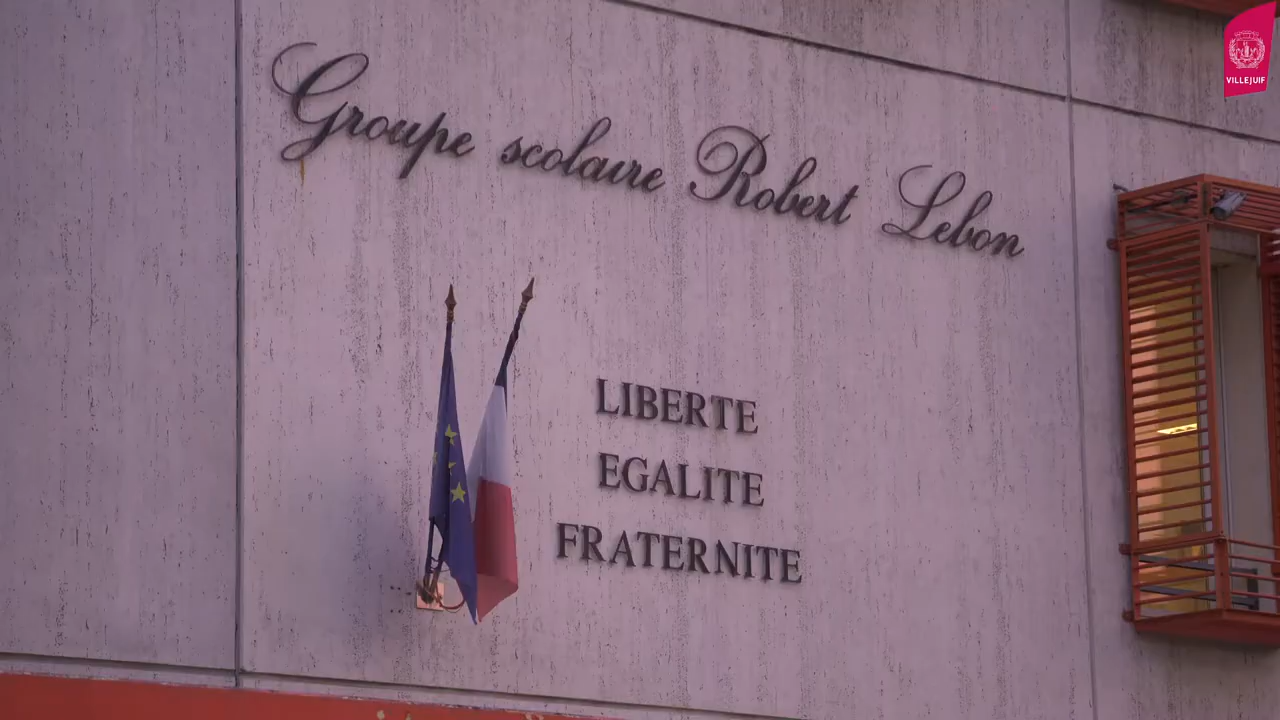 Groupe scolaire Robert Lebon
LIBERTE
EGALITE
FRATERNITE
VILLEJUIF